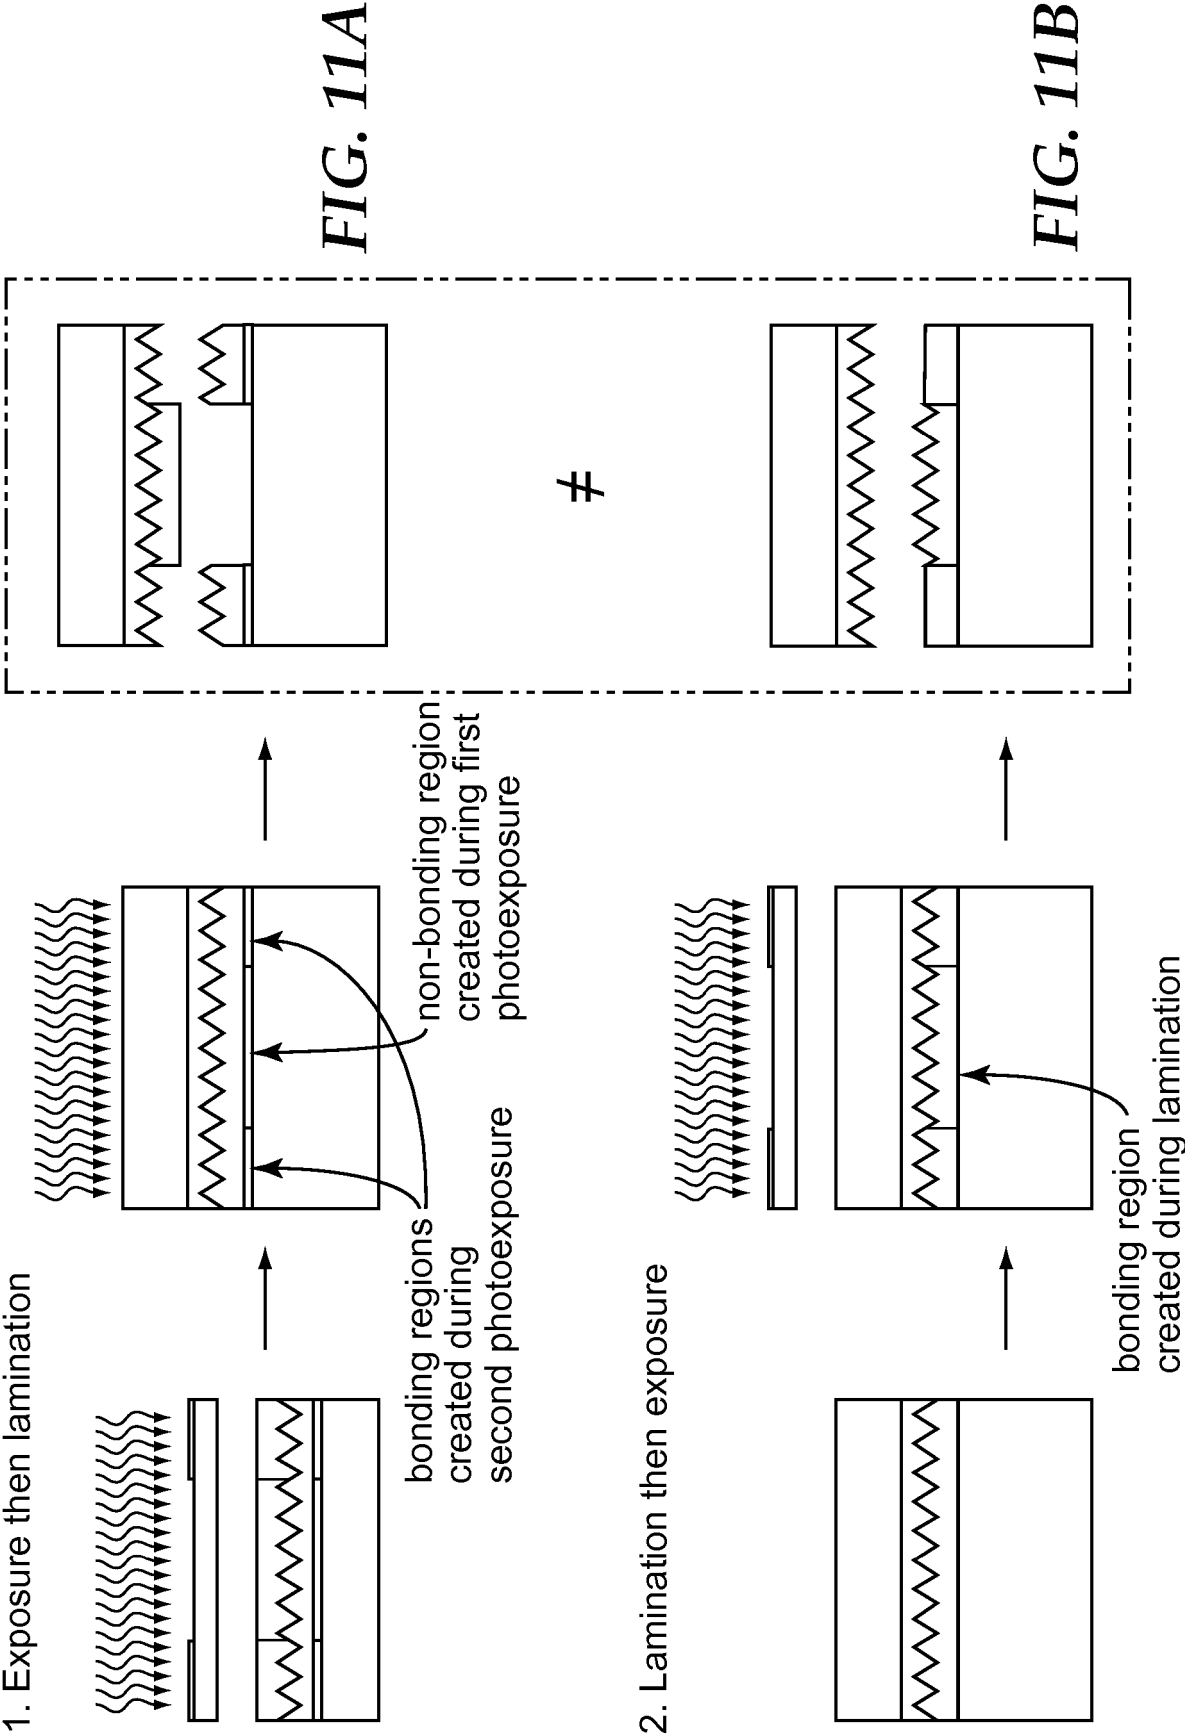 1. Exposure then lamination
bonding regions
created during
second photoexposure
non-bonding region
created during first
photoexposure
FIG. 11A
≠
2. Lamination then exposure
bonding region
created during lamination
FIG. 11B